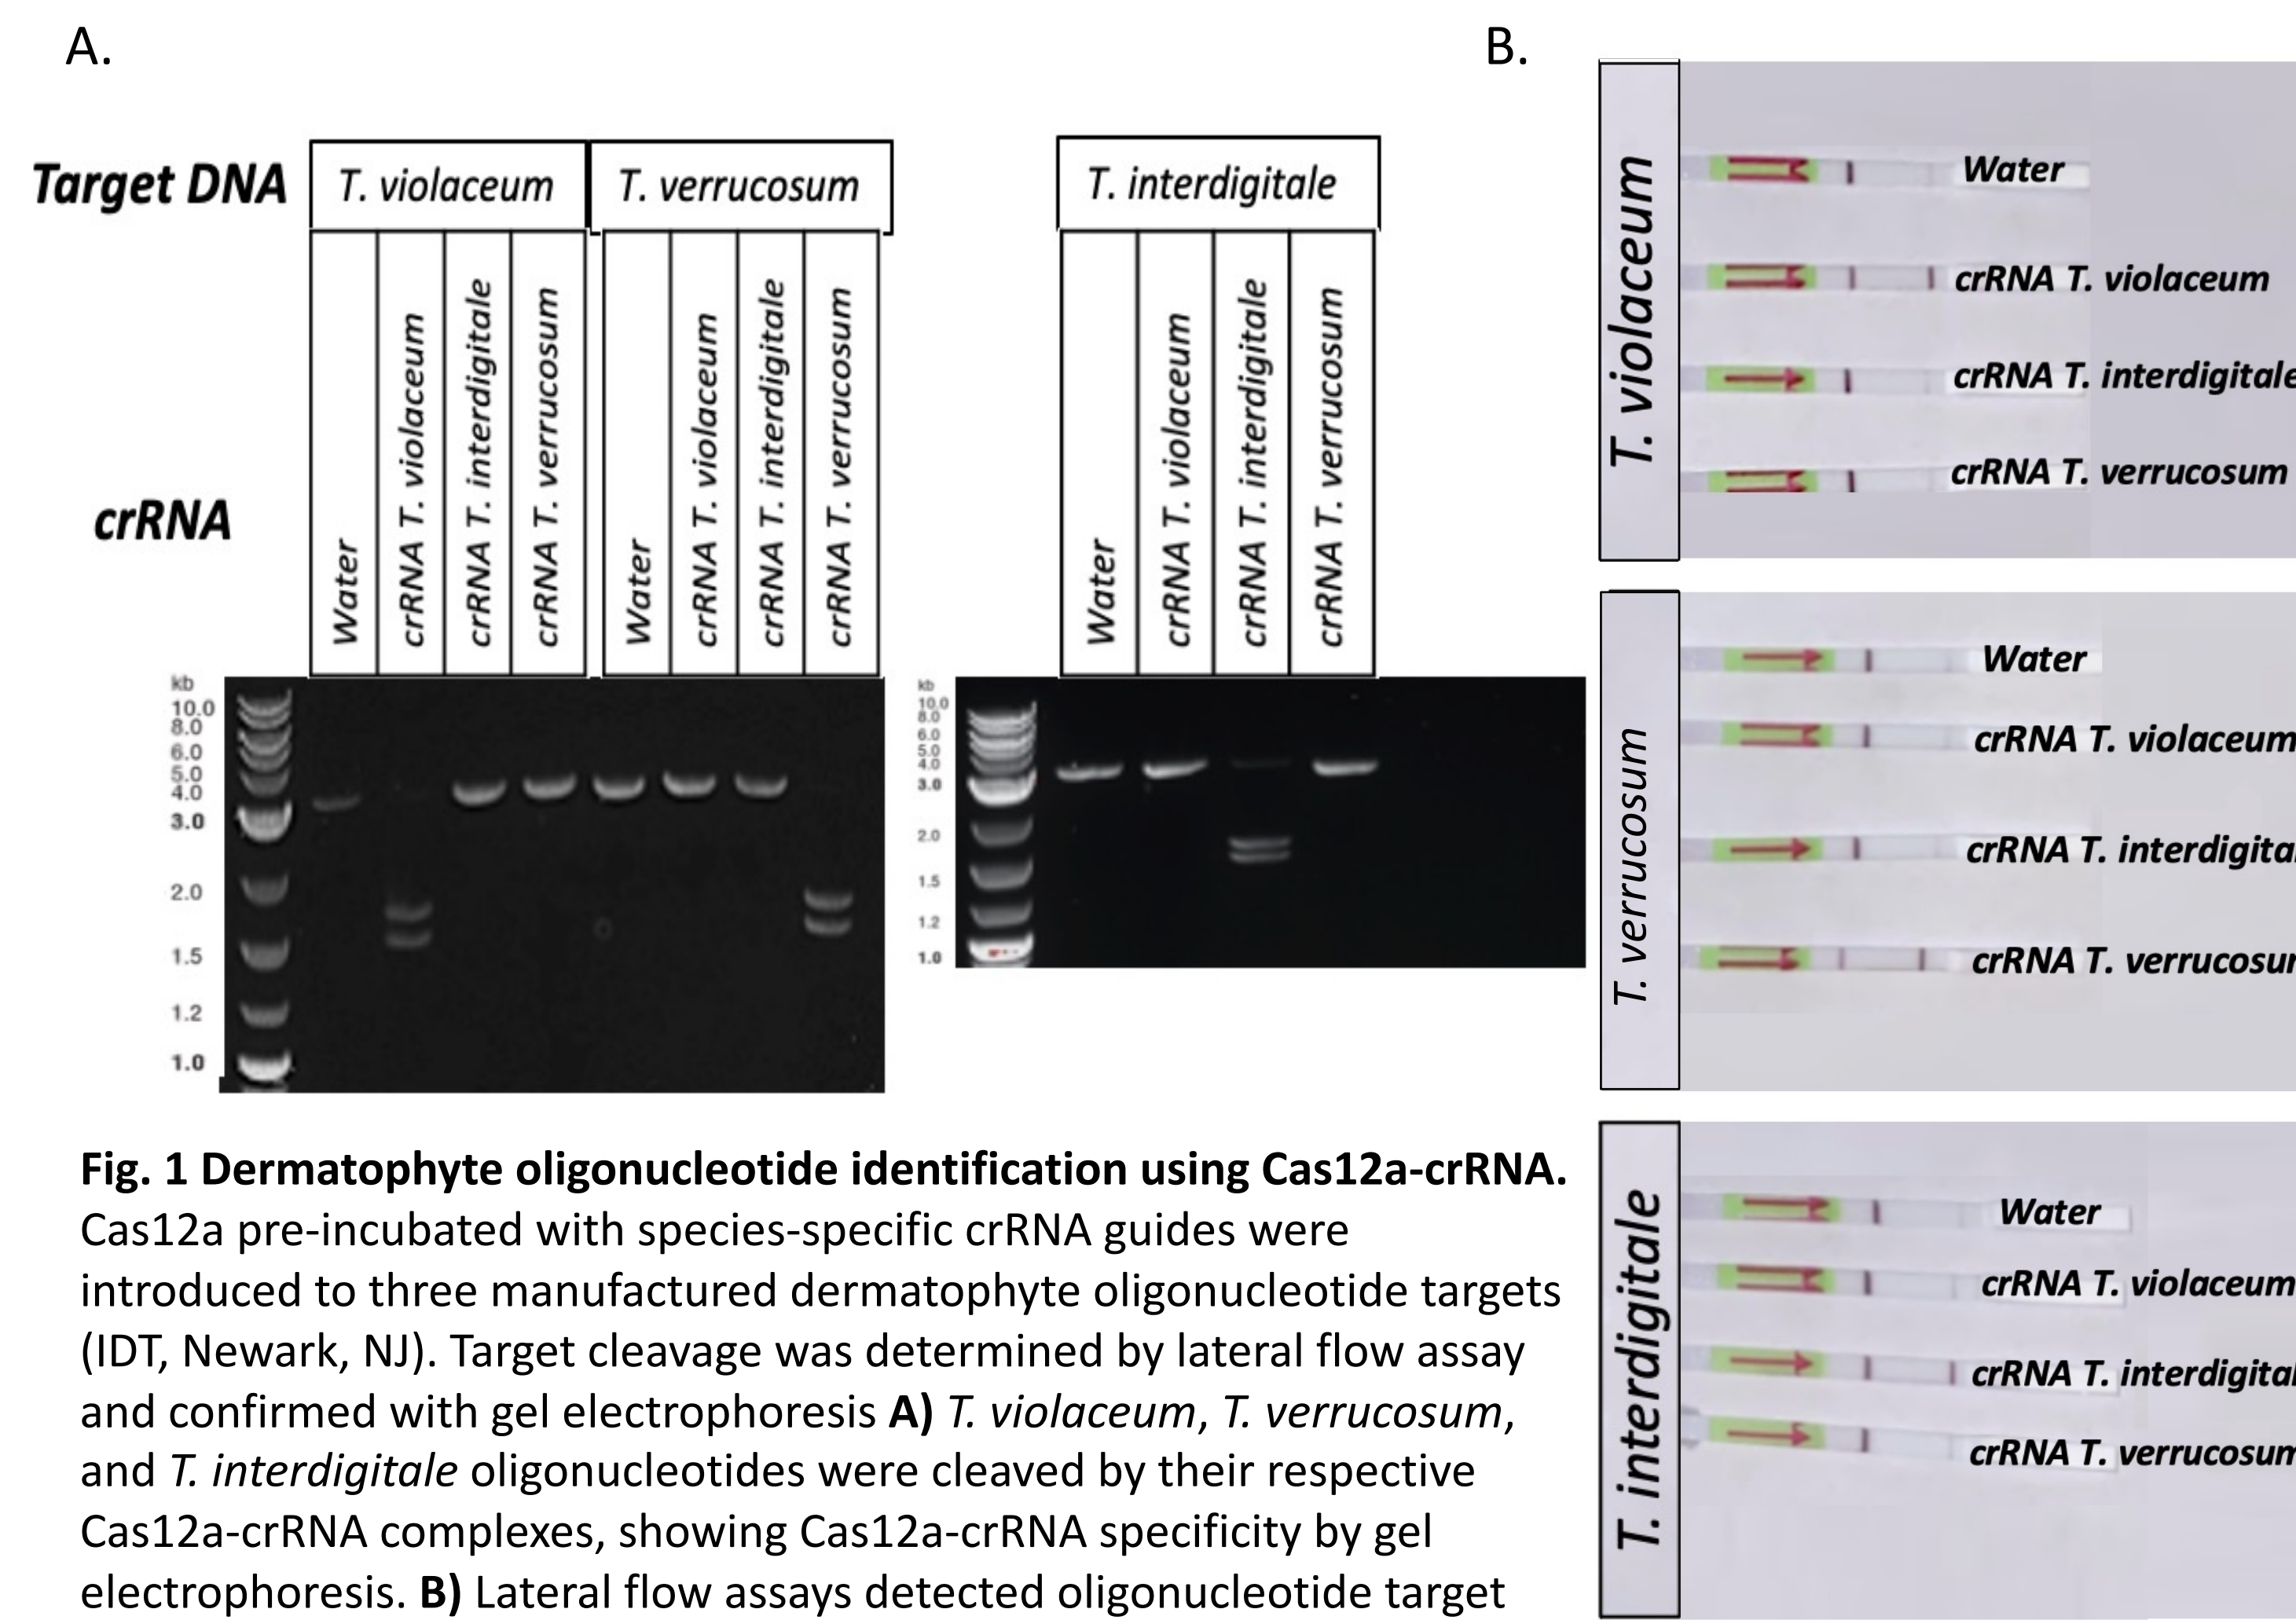 A.
B.
Target DNA
T. violaceum
T. verrucosum
T. interdigitale
crRNA
Water
crRNA T. violaceum
crRNA T. interdigitale
crRNA T. verrucosum
Water
crRNA T. violaceum
crRNA T. interdigitale
crRNA T. verrucosum
Water
crRNA T. violaceum
crRNA T. interdigitale
crRNA T. verrucosum
kb
10.0
8.0
6.0
5.0
4.0
3.0
2.0
1.5
1.2
1.0
kb
10.0
8.0
6.0
5.0
4.0
3.0
2.0
1.5
1.2
1.0
Fig. 1 Dermatophyte oligonucleotide identification using Cas12a-crRNA.
Cas12a pre-incubated with species-specific crRNA guides were
introduced to three manufactured dermatophyte oligonucleotide targets
(IDT, Newark, NJ). Target cleavage was determined by lateral flow assay
and confirmed with gel electrophoresis A) T. violaceum, T. verrucosum,
and T. interdigitale oligonucleotides were cleaved by their respective
Cas12a-crRNA complexes, showing Cas12a-crRNA specificity by gel
electrophoresis. B) Lateral flow assays detected oligonucleotide target
T. violaceum
Water
crRNA T. violaceum
crRNA T. interdigitale
crRNA T. verrucosum
T. verrucosum
Water
crRNA T. violaceum
crRNA T. interdigita
crRNA T. verrucosu
T. interdigitale
Water
crRNA T. violaceum
crRNA T. interdigita
crRNA T. verrucosum